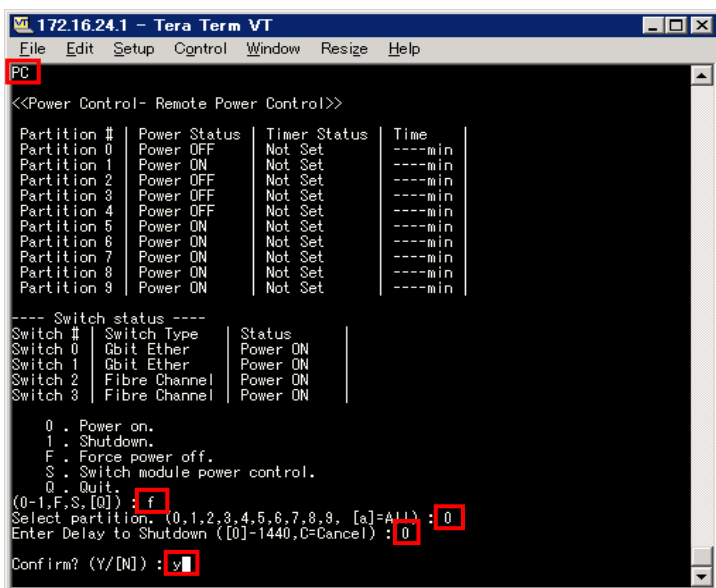 172.16.24.1 - Tera Term VT
File Edit Setup Control Window Resize Help
PC
<<Power Control- Remote Power Control>>
Partition # | Power Status | Timer Status | Time |
Partition 0 | Power OFF | Not Set | ----min |
Partition 1 | Power ON | Not Set | ----min |
Partition 2 | Power OFF | Not Set | ----min |
Partition 3 | Power OFF | Not Set | ----min |
Partition 4 | Power OFF | Not Set | ----min |
Partition 5 | Power ON | Not Set | ----min |
Partition 6 | Power ON | Not Set | ----min |
Partition 7 | Power ON | Not Set | ----min |
Partition 8 | Power ON | Not Set | ----min |
Partition 9 | Power ON | Not Set | ----min |
---- Switch status ----
Switch # | Switch Type | Status |
Switch 0 | Gbit Ether | Power ON |
Switch 1 | Gbit Ether | Power ON |
Switch 2 | Fibre Channel | Power ON |
Switch 3 | Fibre Channel | Power ON |
0 . Power on.
1 . Shutdown.
F . Force power off.
S . Switch module power control.
Q . Quit.
(0-1,F,S,[Q]) : f
Select partition. (0,1,2,3,4,5,6,7,8,9, [a]=ALL) : 0
Enter Delay to Shutdown ([0]-1440,C=Cancel) : 0
Confirm? (Y/[N]) : y